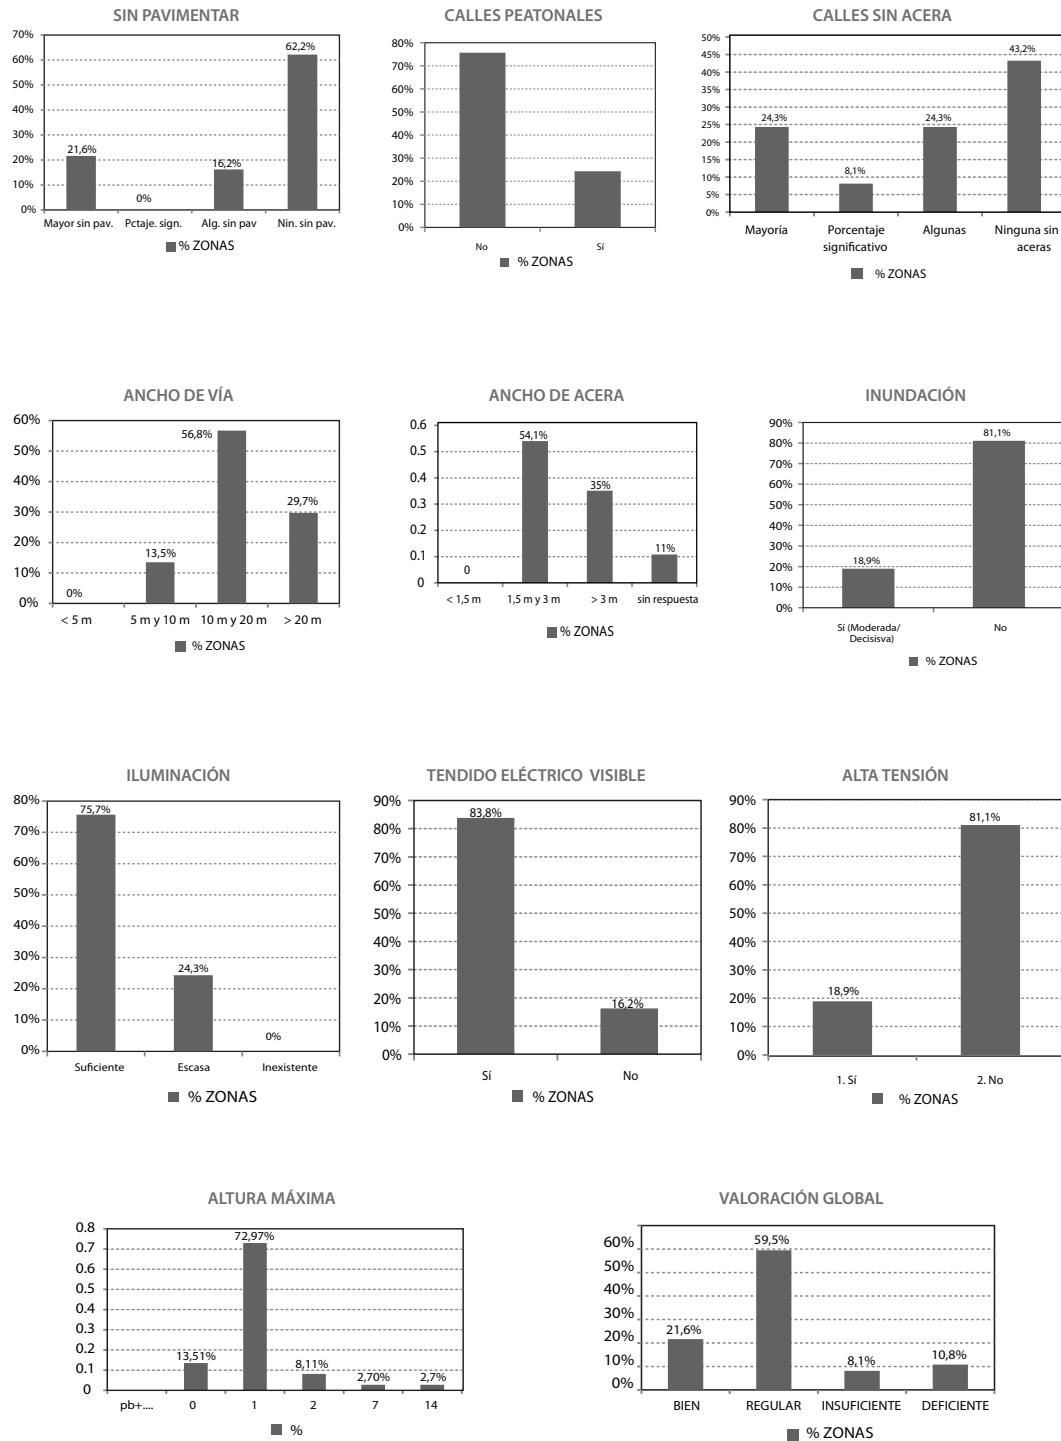 SIN PAVIMENTAR
70%
60%
50%
40%
30%
20%
10%
0%
21,6%
0%
16,2%
62,2%
Mayor sin pav.
Pctaje. sign.
Alg. sin pav
Nin. sin pav.
% ZONAS
CALLES PEATONALES
80%
70%
60%
50%
40%
30%
20%
10%
0%
No
Sí
% ZONAS
CALLES SIN ACERA
50%
45%
40%
35%
30%
25%
20%
15%
10%
5%
0%
24,3%
8,1%
24,3%
43,2%
Mayoría
Porcentaje
significativo
Algunas
Ninguna sin
aceras
% ZONAS
ANCHO DE VÍA
60%
50%
40%
30%
20%
10%
0%
0%
13,5%
56,8%
29,7%
< 5 m
5 m y 10 m
10 m y 20 m
> 20 m
% ZONAS
ANCHO DE ACERA
0.6
0.5
0.4
0.3
0.2
0.1
0
0
54,1%
35%
11%
< 1,5 m
1,5 m y 3 m
> 3 m
sin respuesta
% ZONAS
INUNDACIÓN
90%
80%
70%
60%
50%
40%
30%
20%
10%
0%
18,9%
81,1%
Sí (Moderada/
Decisisva)
No
% ZONAS
ILUMINACIÓN
80%
70%
60%
50%
40%
30%
20%
10%
0%
75,7%
24,3%
0%
Suficiente
Escasa
Inexistente
% ZONAS
TENDIDO ELÉCTRICO VISIBLE
90%
80%
70%
60%
50%
40%
30%
20%
10%
0%
83,8%
16,2%
Sí
No
% ZONAS
ALTA TENSIÓN
90%
80%
70%
60%
50%
40%
30%
20%
10%
0%
18,9%
81,1%
1. Sí
2. No
% ZONAS
ALTURA MÁXIMA
0.8
0.7
0.6
0.5
0.4
0.3
0.2
0.1
0
13,51%
72,97%
8,11%
2,70%
2,7%
pb+....
0
1
2
7
14
%
VALORACIÓN GLOBAL
60%
50%
40%
30%
20%
10%
0%
21,6%
59,5%
8,1%
10,8%
BIEN
REGULAR
INSUFICIENTE
DEFICIENTE
% ZONAS